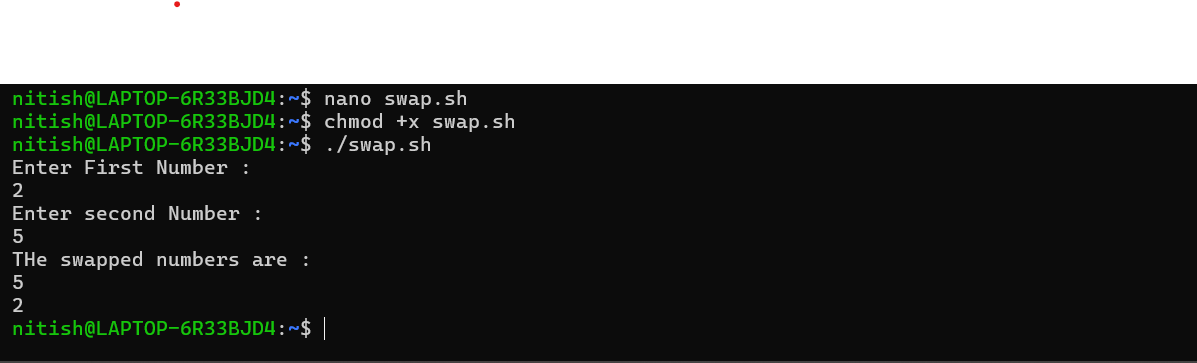 nitish@LAPTOP-6R33BJD4:~$ nano swap.sh
nitish@LAPTOP-6R33BJD4:~$ chmod +x swap.sh
nitish@LAPTOP-6R33BJD4:~$ ./swap.sh
Enter First Number :
2
Enter second Number :
5
THe swapped numbers are :
5
2
nitish@LAPTOP-6R33BJD4:~$